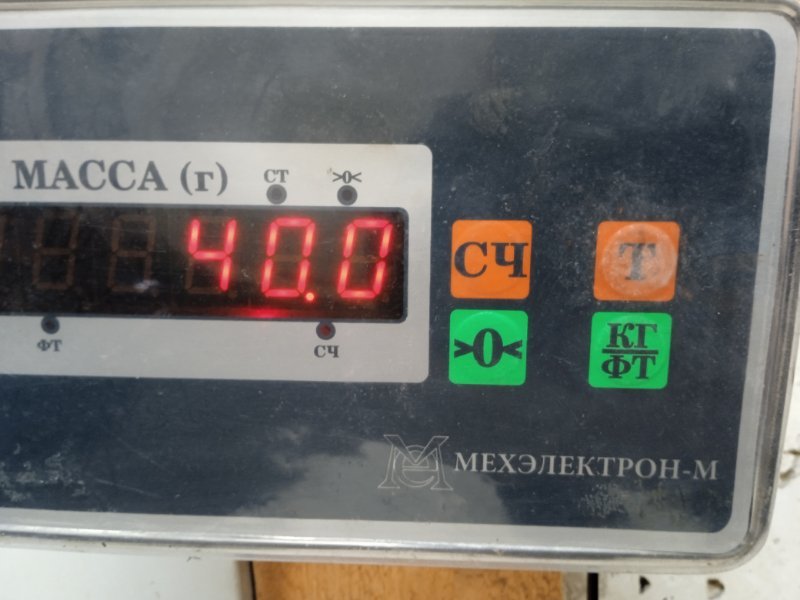 МАССА (г)
СТ
>0<
40.0
ФТ
СЧ
СЧ
Т
>0<
КГ
ФТ
МЕХЭЛЕКТРОН-М